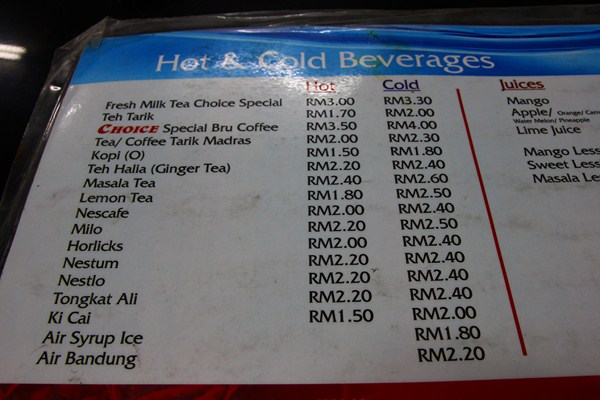 Hot & Cold Beverages
Hot Cold
Fresh Milk Tea Choice Special RM3.00 RM3.30
Teh Tarik RM1.70 RM2.00
CHOICE Special Bru Coffee RM3.50 RM4.00
Tea/ Coffee Tarik Madras RM2.00 RM2.30
Kopi (O) RM1.50 RM1.80
Teh Halia (Ginger Tea) RM2.20 RM2.40
Masala Tea RM2.40 RM2.60
Lemon Tea RM1.80 RM2.50
Nescafe RM2.00 RM2.40
Milo RM2.20 RM2.50
Horlicks RM2.00 RM2.40
Nestum RM2.20 RM2.40
Nestlo RM2.20 RM2.40
Tongkat Ali RM2.20 RM2.40
Ki Cai RM1.50 RM2.00
Air Syrup Ice RM1.80
Air Bandung RM2.20
Juices
Mango
Apple/ Orange/
Water Melon/ Pineapple
Lime Juice
Mango Less
Sweet Less
Masala